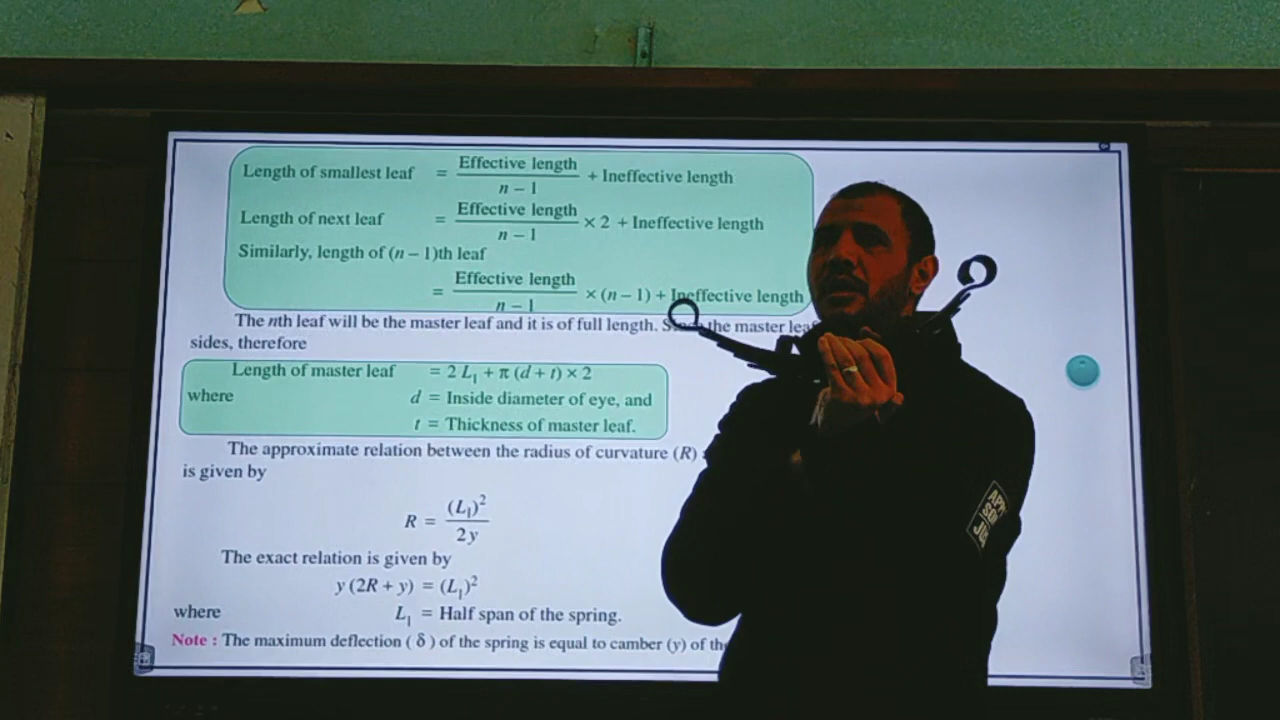 Length of smallest leaf = Effective length / n – 1 + Ineffective length
Length of next leaf = Effective length / n – 1 × 2 + Ineffective length
Similarly, length of (n – 1)th leaf
= Effective length / n – 1 × (n – 1) + Ineffective length
The nth leaf will be the master leaf and it is of full length. the master leaf
sides, therefore
Length of master leaf = 2 L₁ + π (d + t) × 2
where d = Inside diameter of eye, and
t = Thickness of master leaf.
The approximate relation between the radius of curvature (R)
is given by
R = (L₁)² / 2y
The exact relation is given by
y (2R + y) = (L₁)²
where L₁ = Half span of the spring.
Note : The maximum deflection ( δ ) of the spring is equal to camber (y) of the